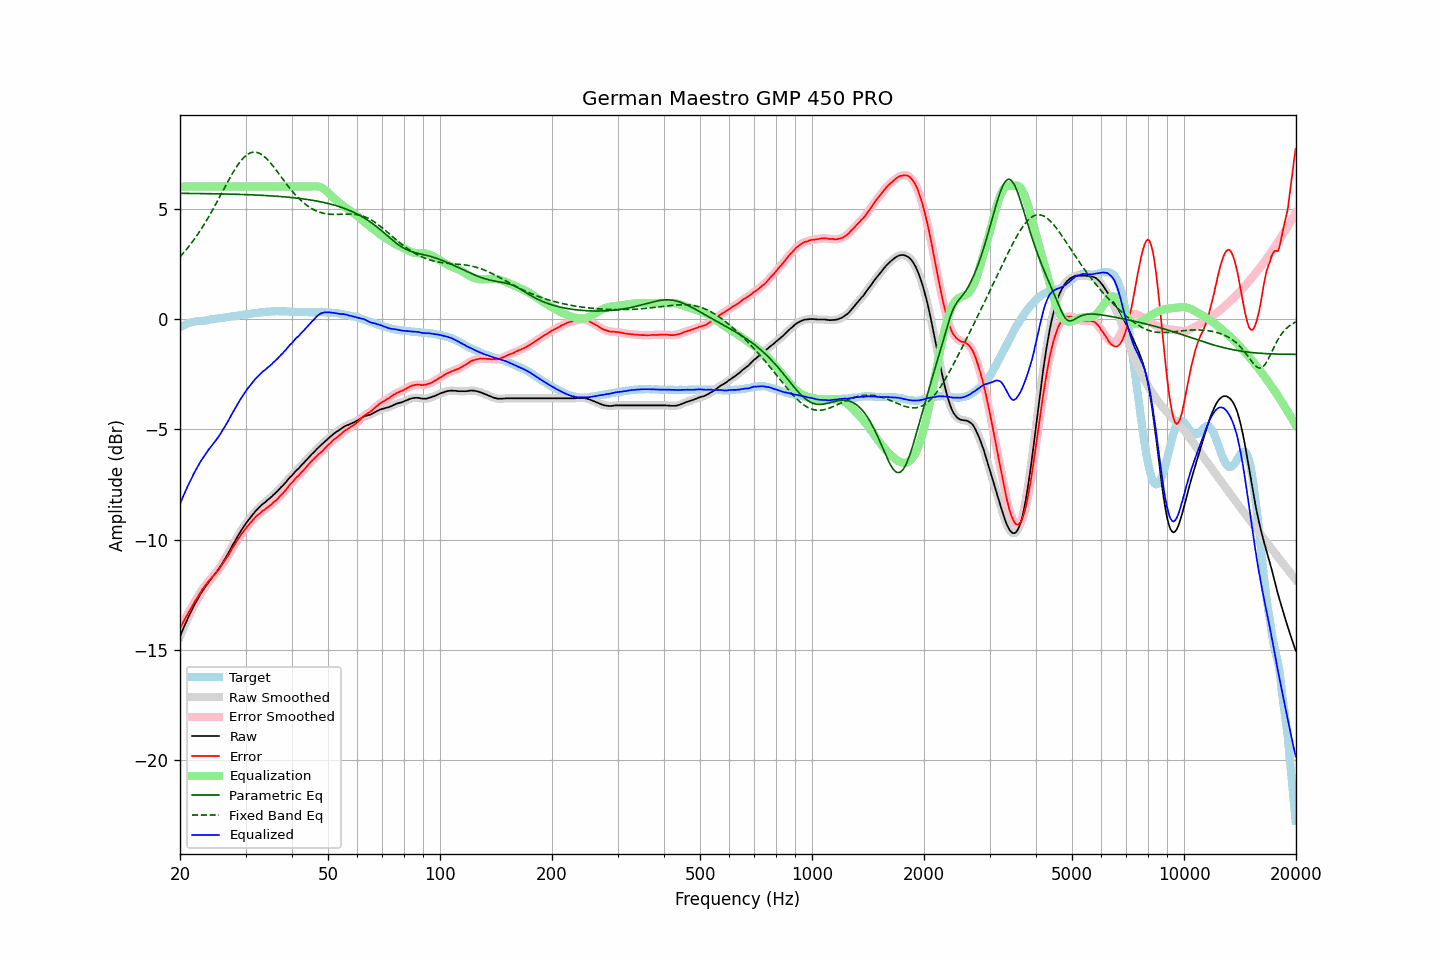 German Maestro GMP 450 PRO
Amplitude (dBr)
5
0
−5
−10
−15
−20
Target
Raw Smoothed
Error Smoothed
Raw
Error
Equalization
Parametric Eq
Fixed Band Eq
Equalized
20 50 100 200 500 1000 2000 5000 10000 20000
Frequency (Hz)